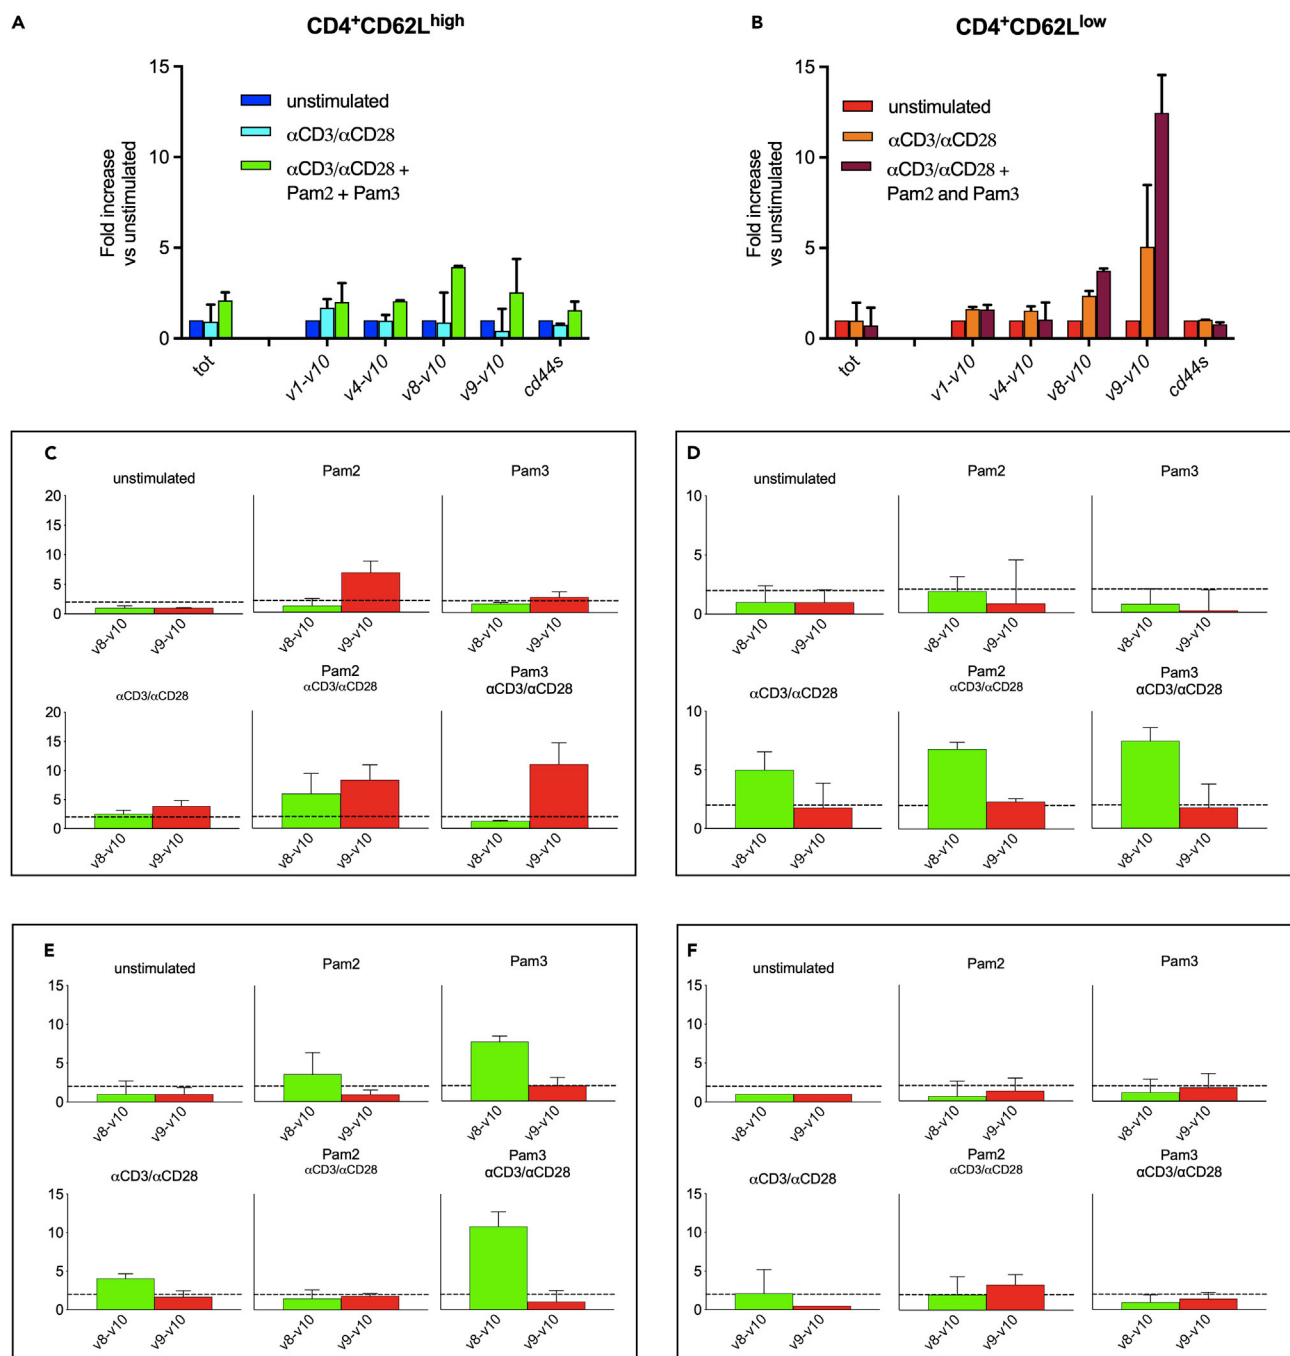 A
CD4+CD62Lhigh
15
10
5
0
Fold increase
vs unstimulated
unstimulated
αCD3/αCD28
αCD3/αCD28 +
Pam2 + Pam3
tot
v1-v10
v4-v10
v8-v10
v9-v10
cd44s
B
CD4+CD62Llow
15
10
5
0
Fold increase
vs unstimulated
unstimulated
αCD3/αCD28
αCD3/αCD28 +
Pam2 and Pam3
tot
v1-v10
v4-v10
v8-v10
v9-v10
cd44s
C
unstimulated
Pam2
Pam3
20
15
10
5
0
v8-v10
v9-v10
v8-v10
v9-v10
v8-v10
v9-v10
αCD3/αCD28
Pam2
αCD3/αCD28
Pam3
αCD3/αCD28
20
15
10
5
0
v8-v10
v9-v10
v8-v10
v9-v10
v8-v10
v9-v10
D
unstimulated
Pam2
Pam3
10
5
0
v8-v10
v9-v10
v8-v10
v9-v10
v8-v10
v9-v10
αCD3/αCD28
Pam2
αCD3/αCD28
Pam3
αCD3/αCD28
10
5
0
v8-v10
v9-v10
v8-v10
v9-v10
v8-v10
v9-v10
E
unstimulated
Pam2
Pam3
15
10
5
0
v8-v10
v9-v10
v8-v10
v9-v10
v8-v10
v9-v10
αCD3/αCD28
Pam2
αCD3/αCD28
Pam3
αCD3/αCD28
15
10
5
0
v8-v10
v9-v10
v8-v10
v9-v10
v8-v10
v9-v10
F
unstimulated
Pam2
Pam3
15
10
5
0
v8-v10
v9-v10
v8-v10
v9-v10
v8-v10
v9-v10
αCD3/αCD28
Pam2
αCD3/αCD28
Pam3
αCD3/αCD28
15
10
5
0
v8-v10
v9-v10
v8-v10
v9-v10
v8-v10
v9-v10